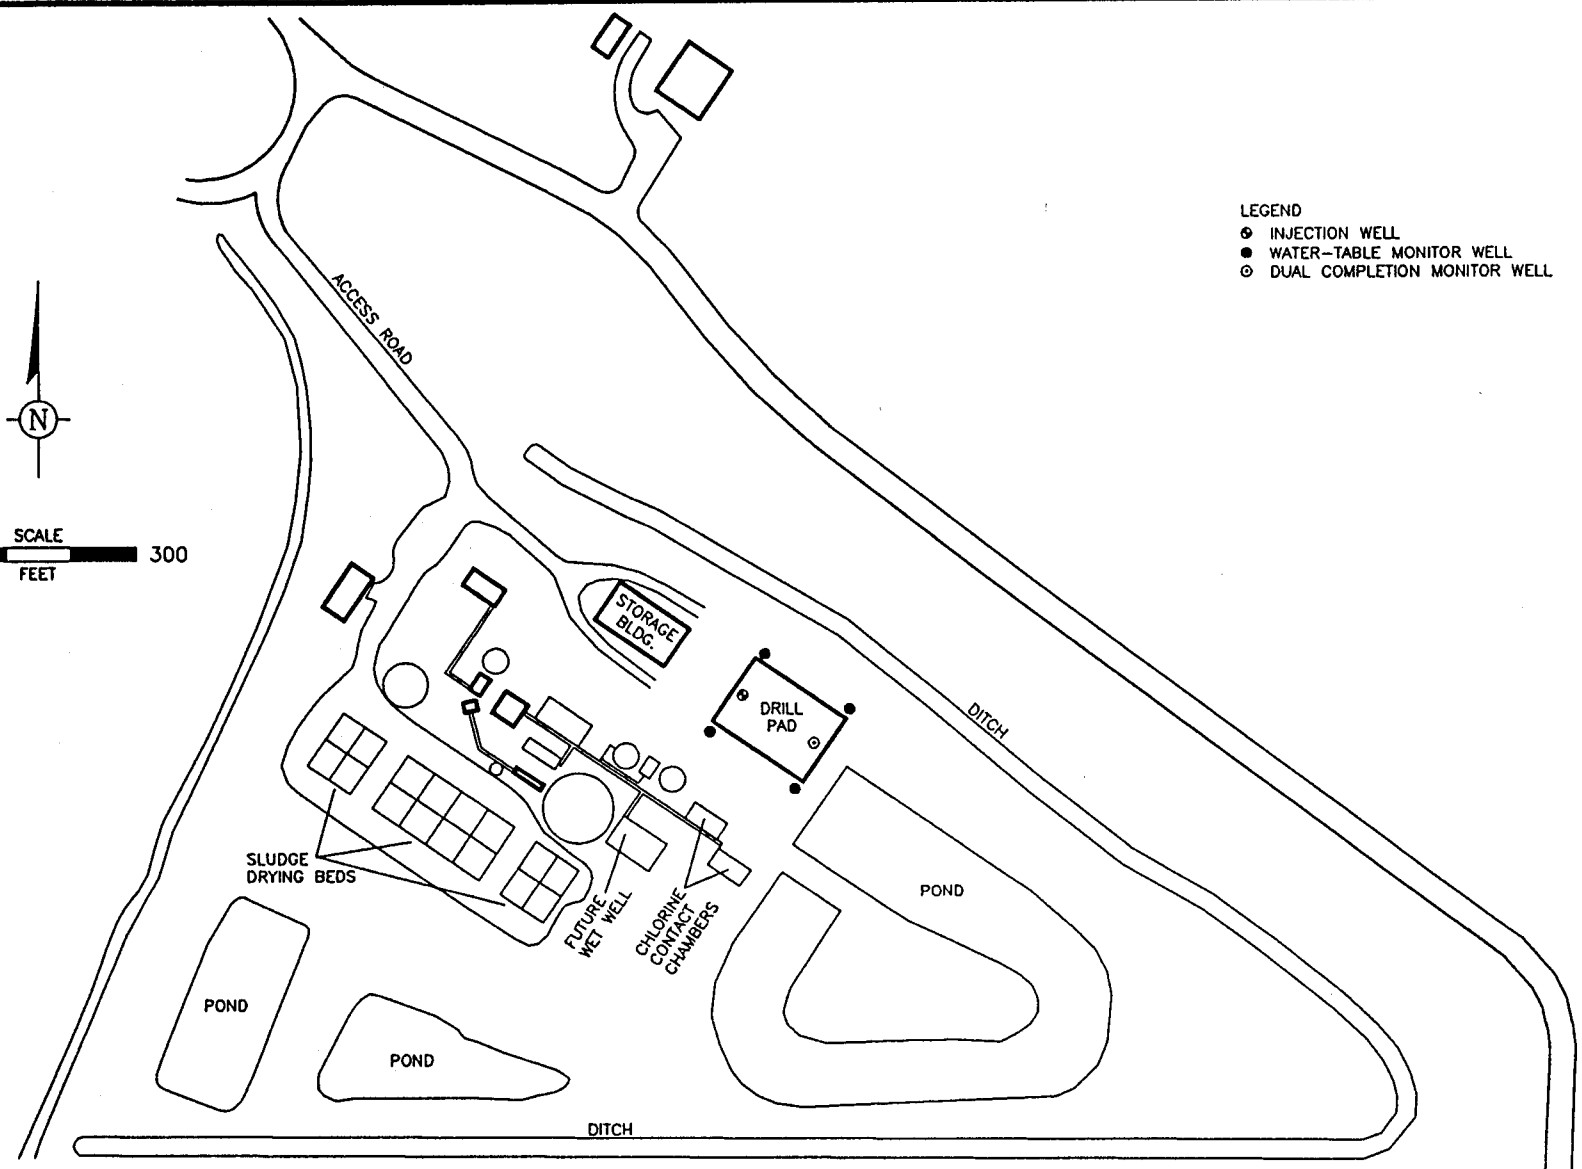 LEGEND
INJECTION WELL
WATER-TABLE MONITOR WELL
DUAL COMPLETION MONITOR WELL
ACCESS ROAD
N
SCALE
300
FEET
STORAGE
BLDG.
DRILL
PAD
DITCH
SLUDGE
DRYING BEDS
POND
FUTURE
WET WELL
CHLORINE
CONTACT
CHAMBERS
POND
POND
DITCH